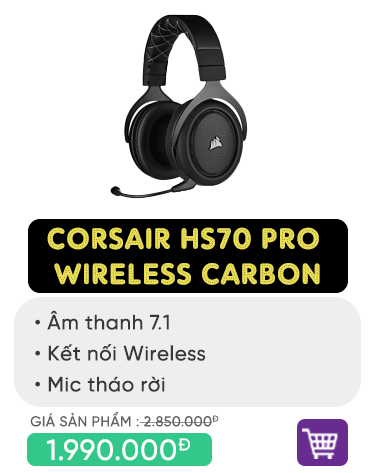 CORSAIR HS70 PRO
WIRELESS CARBON
• Âm thanh 7.1
• Kết nối Wireless
• Mic tháo rời
GIÁ SẢN PHẨM : 2.850.000Đ
1.990.000Đ